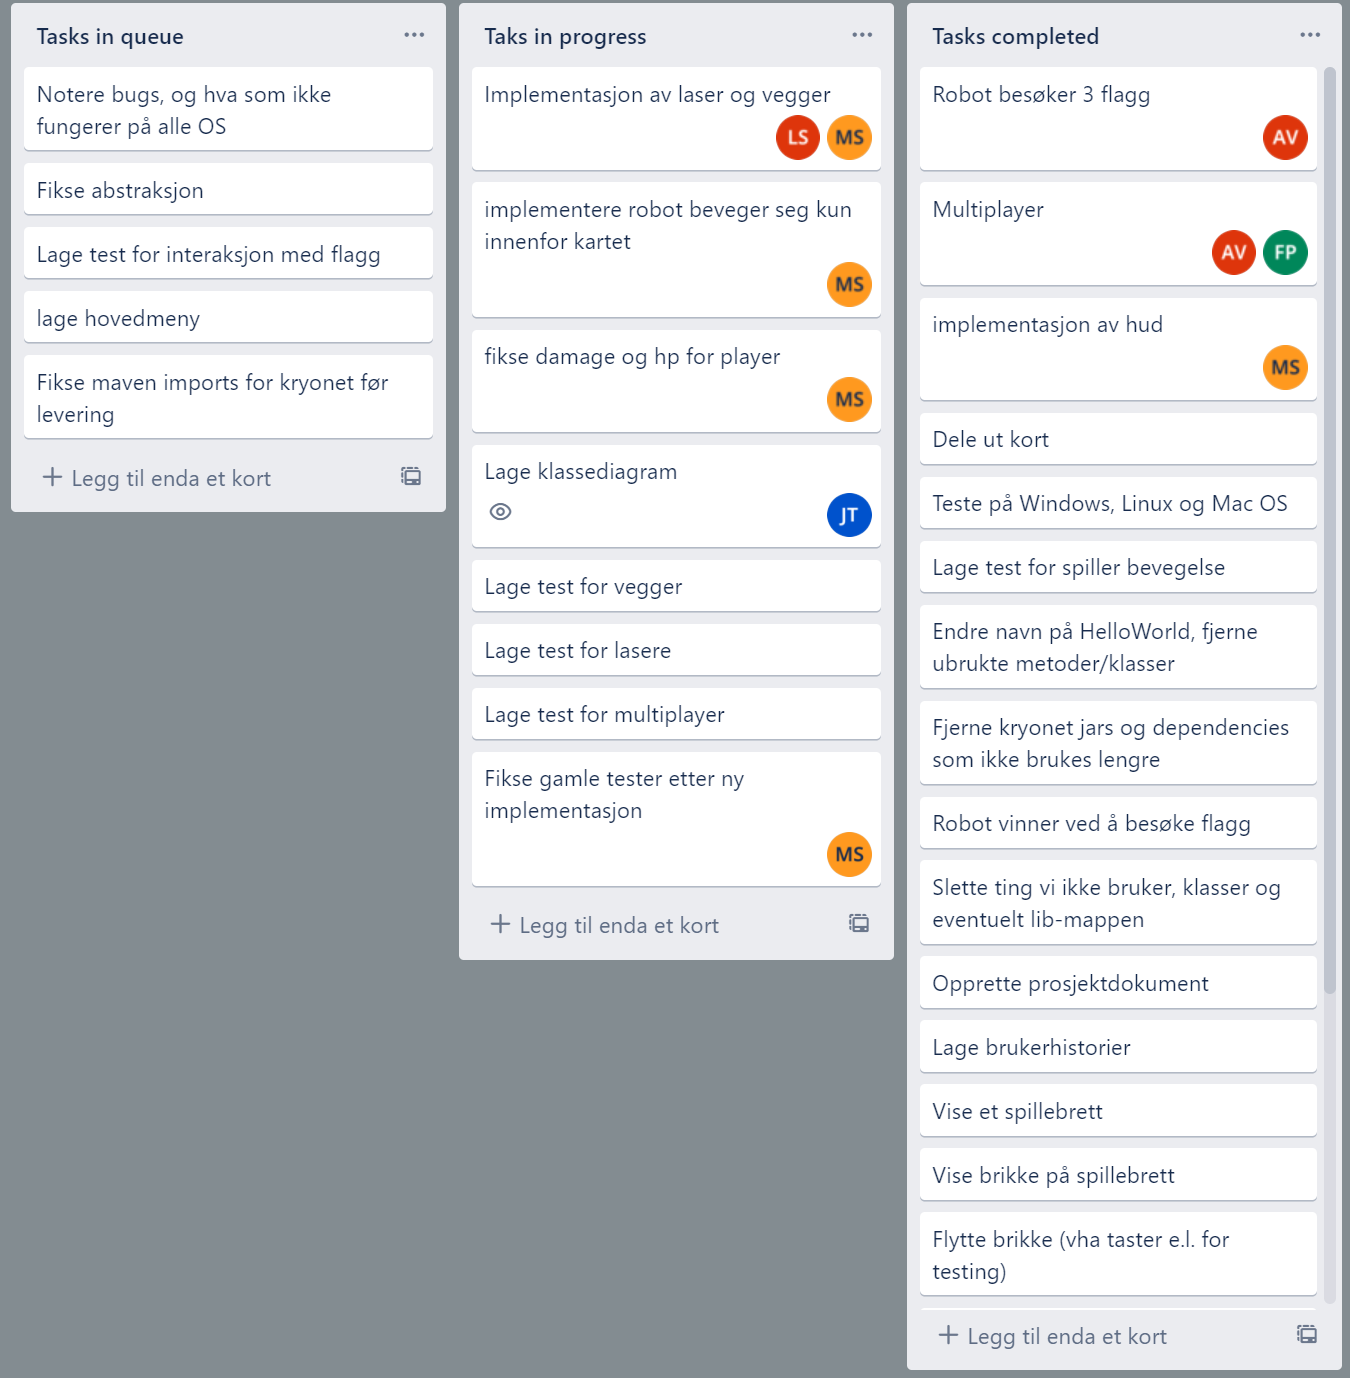 Tasks in queue
Notere bugs, og hva som ikke
fungerer på alle OS
Fikse abstraksjon
Lage test for interaksjon med flagg
lage hovedmeny
Fikse maven imports for kryonet før
levering
Legg til enda et kort
Taks in progress
Implementasjon av laser og vegger
LS MS
implementere robot beveger seg kun
innenfor kartet
MS
fikse damage og hp for player
MS
Lage klassediagram
JT
Lage test for vegger
Lage test for lasere
Lage test for multiplayer
Fikse gamle tester etter ny
implementasjon
MS
Legg til enda et kort
Tasks completed
Robot besøker 3 flagg
AV
Multiplayer
AV FP
implementasjon av hud
MS
Dele ut kort
Teste på Windows, Linux og Mac OS
Lage test for spiller bevegelse
Endre navn på HelloWorld, fjerne
ubrukte metoder/klasser
Fjerne kryonet jars og dependencies
som ikke brukes lengre
Robot vinner ved å besøke flagg
Slette ting vi ikke bruker, klasser og
eventuelt lib-mappen
Opprette prosjektdokument
Lage brukerhistorier
Vise et spillebrett
Vise brikke på spillebrett
Flytte brikke (vha taster e.l. for
testing)
Legg til enda et kort